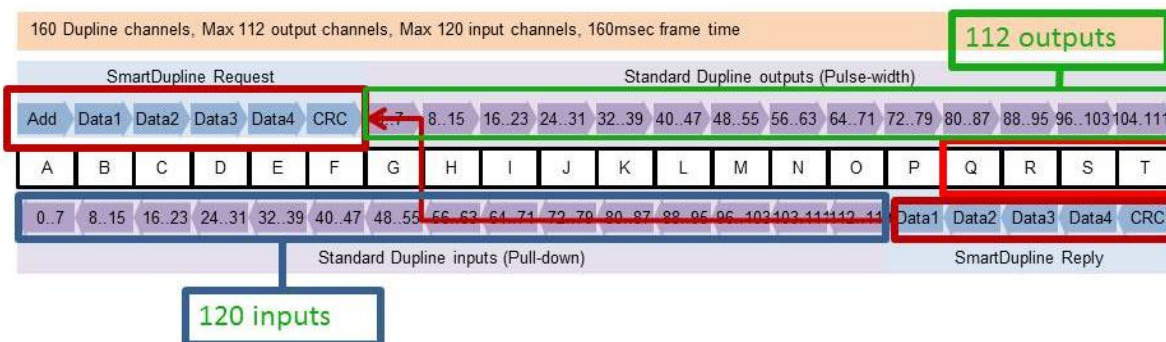 160 Dupline channels, Max 112 output channels, Max 120 input channels, 160msec frame time
112 outputs
SmartDupline Request
Standard Dupline outputs (Pulse-width)
Add Data1 Data2 Data3 Data4 CRC 0..7 8..15 16..23 24..31 32..39 40..47 48..55 56..63 64..71 72..79 80..87 88..95 96..103 104.111
A B C D E F G H I J K L M N O P Q R S T
0..7 8..15 16..23 24..31 32..39 40..47 48..55 56..63 64..71 72..79 80..87 88..95 96..103 103.111 Data1 Data2 Data3 Data4 CRC
Standard Dupline inputs (Pull-down)
SmartDupline Reply
120 inputs